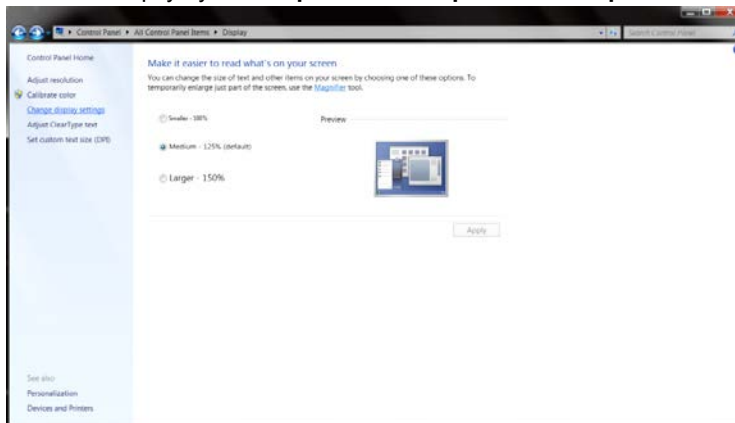 Control Panel ▸ All Control Panel Items ▸ Display
Search Control Panel
Control Panel Home
Adjust resolution
Calibrate color
Change display settings
Adjust ClearType text
Set custom text size (DPI)
See also
Personalization
Devices and Printers
Make it easier to read what's on your screen
You can change the size of text and other items on your screen by choosing one of these options. To
temporarily enlarge just part of the screen, use the Magnifier tool.
Smaller - 100%
Preview
Medium - 125% (default)
Larger - 150%
Apply